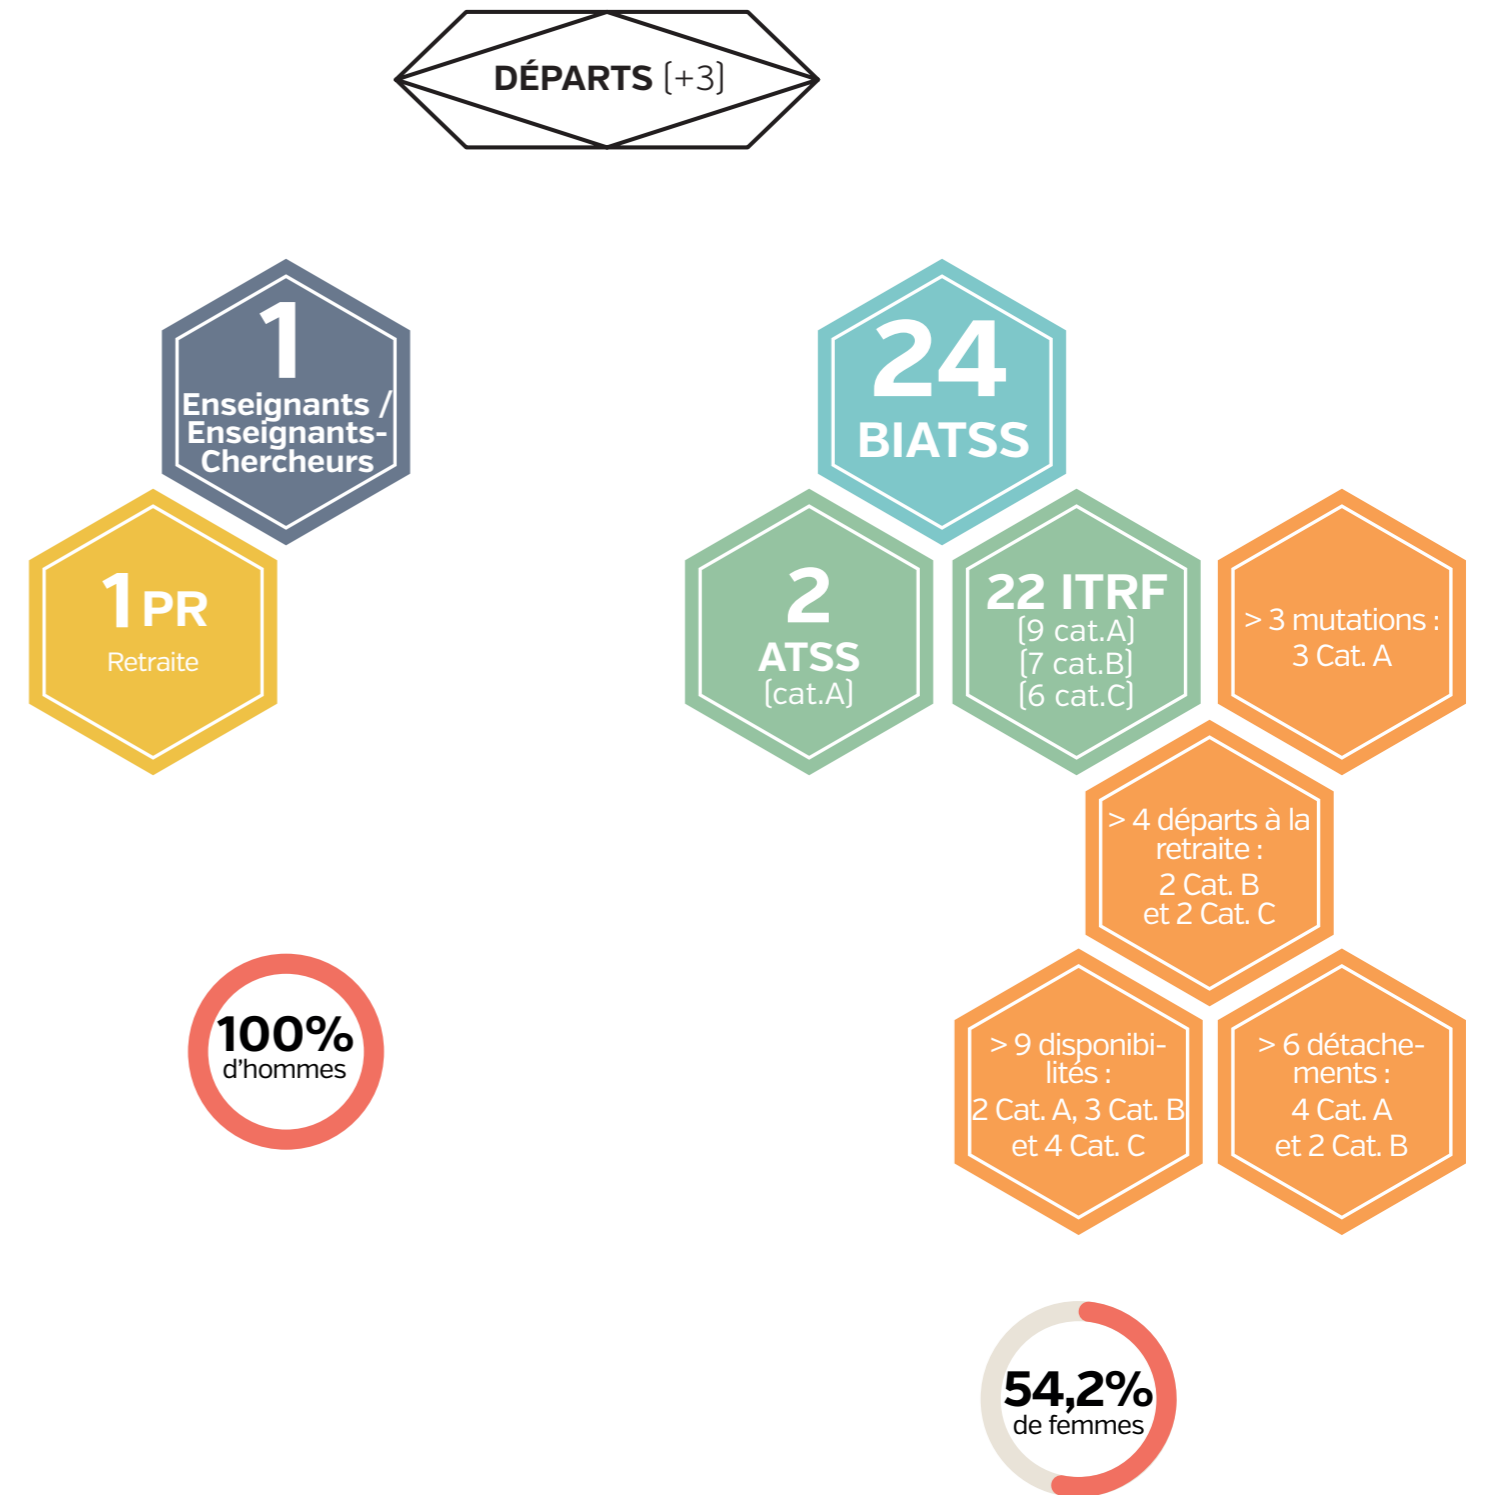 DÉPARTS (+3)
1
Enseignants /
Enseignants-
Chercheurs
1 PR
Retraite
100%
d'hommes
24
BIATSS
2
ATSS
(cat.A)
22 ITRF
(9 cat.A)
(7 cat.B)
(6 cat.C)
> 3 mutations :
3 Cat. A
> 4 départs à la
retraite :
2 Cat. B
et 2 Cat. C
> 9 disponibi-
lités :
2 Cat. A, 3 Cat. B
et 4 Cat. C
> 6 détache-
ments :
4 Cat. A
et 2 Cat. B
54,2%
de femmes